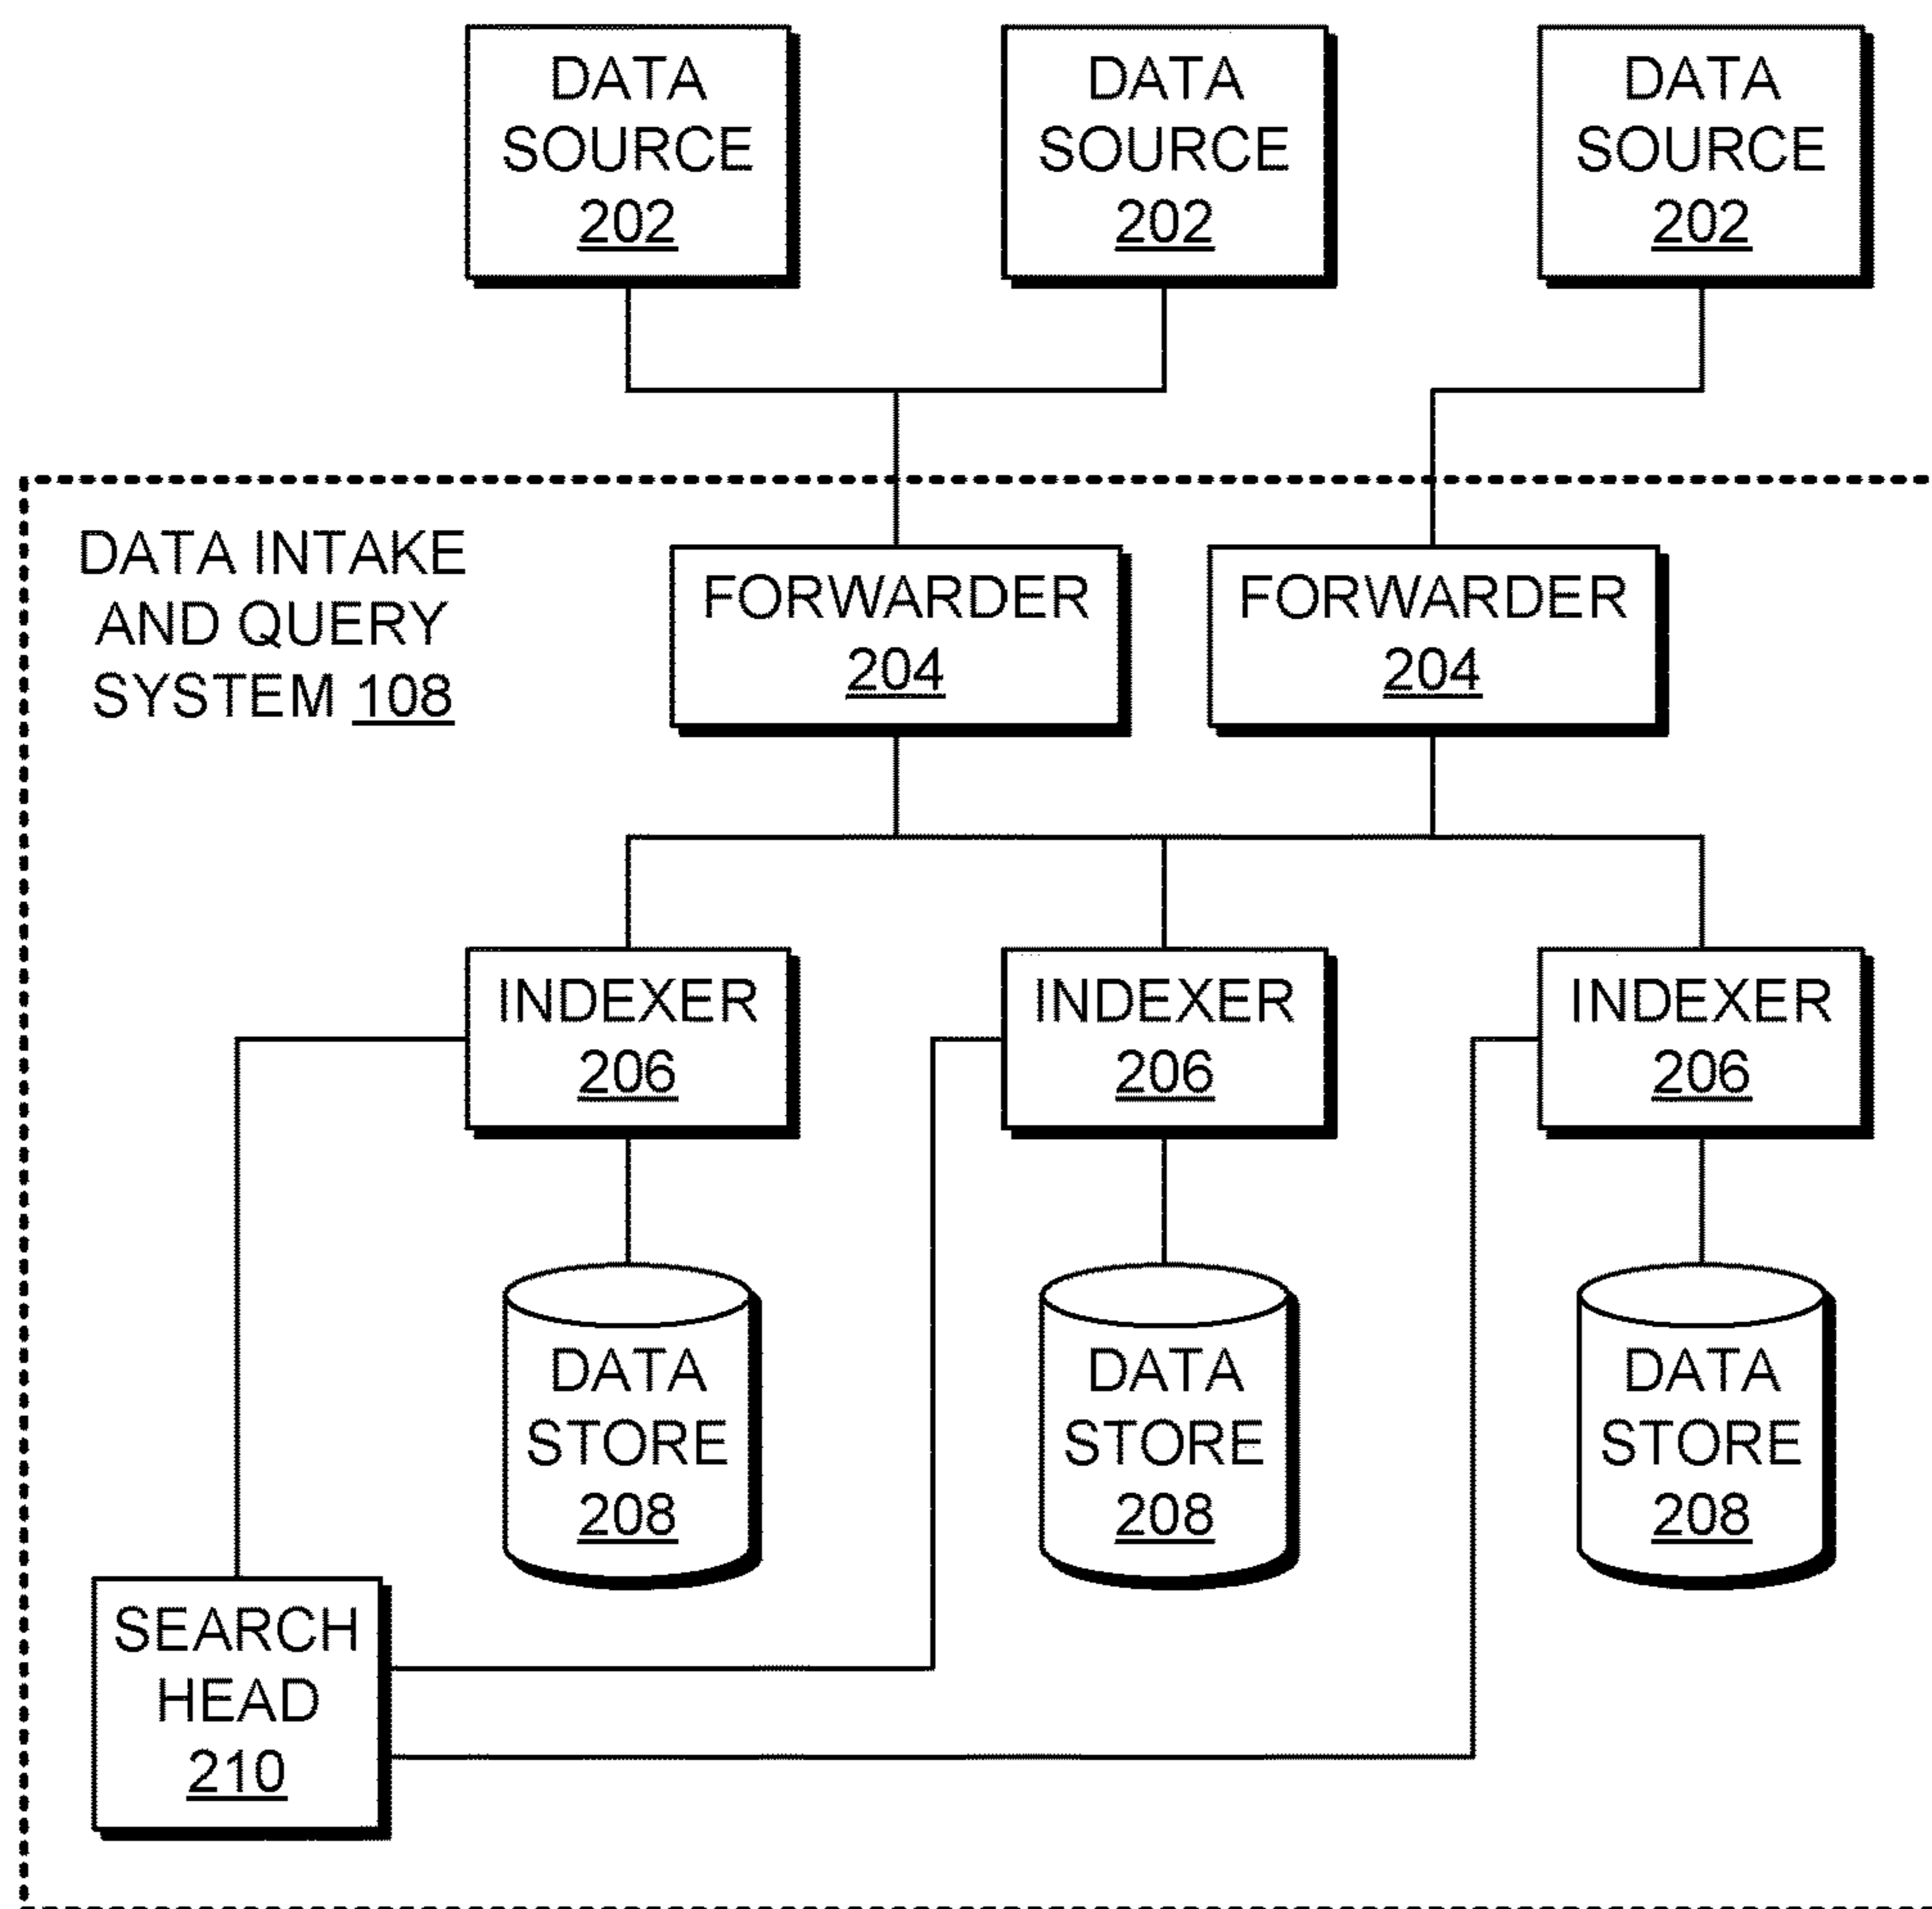 DATA
SOURCE
202
DATA
SOURCE
202
DATA
SOURCE
202
DATA INTAKE
AND QUERY
SYSTEM 108
FORWARDER
204
FORWARDER
204
INDEXER
206
INDEXER
206
INDEXER
206
DATA
STORE
208
DATA
STORE
208
DATA
STORE
208
SEARCH
HEAD
210